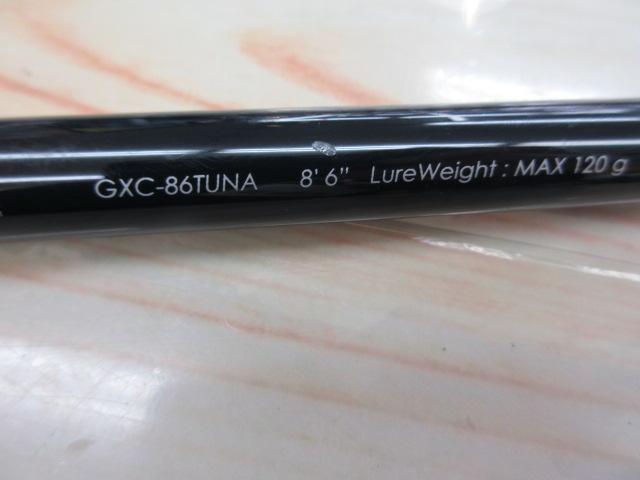 GXC-86TUNA 8' 6” LureWeight : MAX 120 g